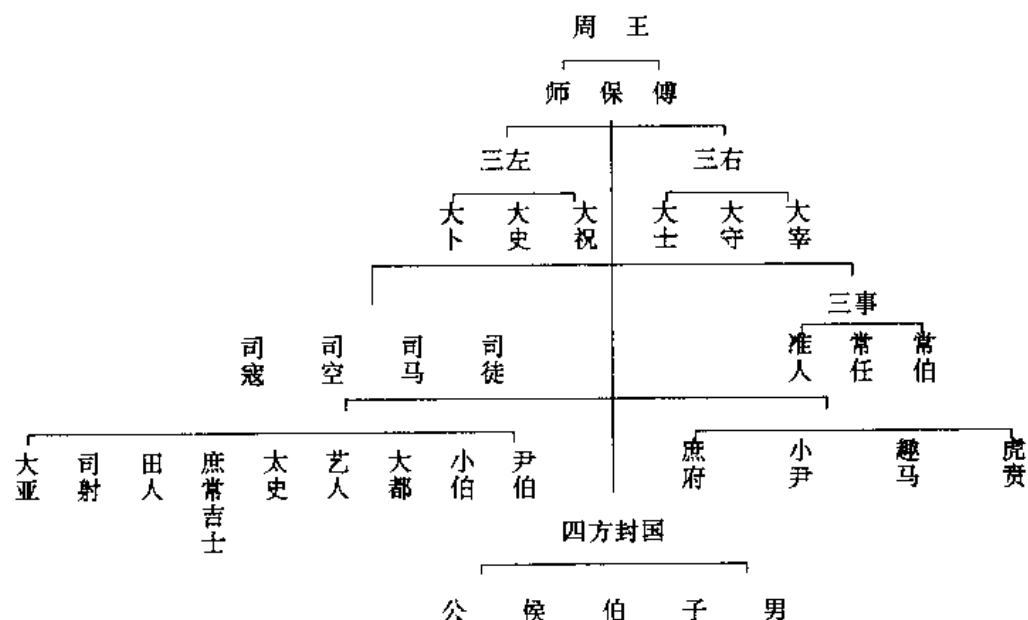 周 王
师 保 傅
三左 三右
大卜 大史 大祝 大士 大守 大宰
三事
司寇 司空 司马 司徒 准人 常任 常伯
大亚 司射 田人 庶常吉士 太史 艺人 大都 小伯 尹伯 庶府 小尹 趣马 虎贲
四方封国
公 侯 伯 子 男